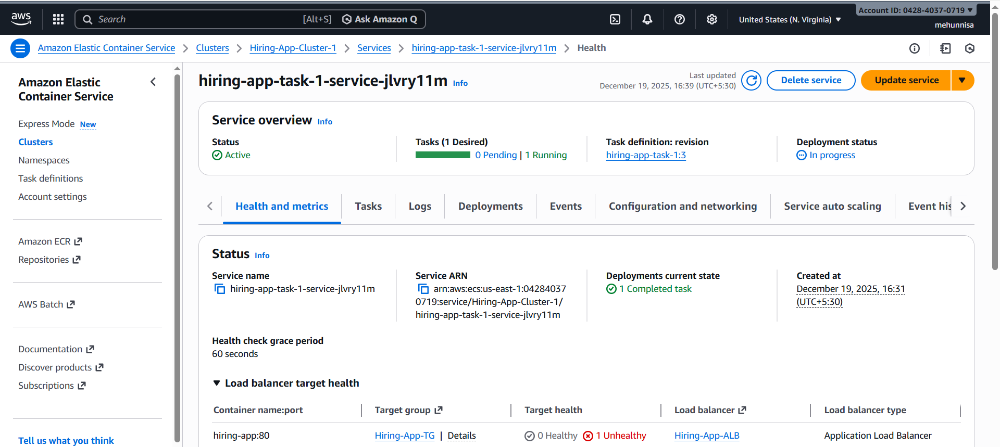 aws
Search [Alt+S] Ask Amazon Q
United States (N. Virginia)
Account ID: 0428-4037-0719
mehunnisa
Amazon Elastic Container Service > Clusters > Hiring-App-Cluster-1 > Services > hiring-app-task-1-service-jlvry11m > Health
Amazon Elastic
Container Service
Express Mode New
Clusters
Namespaces
Task definitions
Account settings
Amazon ECR
Repositories
AWS Batch
Documentation
Discover products
Subscriptions
Tell us what you think
hiring-app-task-1-service-jlvry11m Info
Last updated
December 19, 2025, 16:39 (UTC+5:30)
Delete service
Update service
Service overview Info
Status
Active
Tasks (1 Desired)
0 Pending | 1 Running
Task definition: revision
hiring-app-task-1:3
Deployment status
In progress
Health and metrics
Tasks
Logs
Deployments
Events
Configuration and networking
Service auto scaling
Event his
Status Info
Service name
hiring-app-task-1-service-jlvry11m
Service ARN
arn:aws:ecs:us-east-1:04284037
0719:service/Hiring-App-Cluster-1/
hiring-app-task-1-service-jlvry11m
Deployments current state
1 Completed task
Created at
December 19, 2025, 16:31
(UTC+5:30)
Health check grace period
60 seconds
Load balancer target health
Container name:port Target group Target health Load balancer Load balancer type
hiring-app:80 Hiring-App-TG | Details 0 Healthy 1 Unhealthy Hiring-App-ALB Application Load Balancer